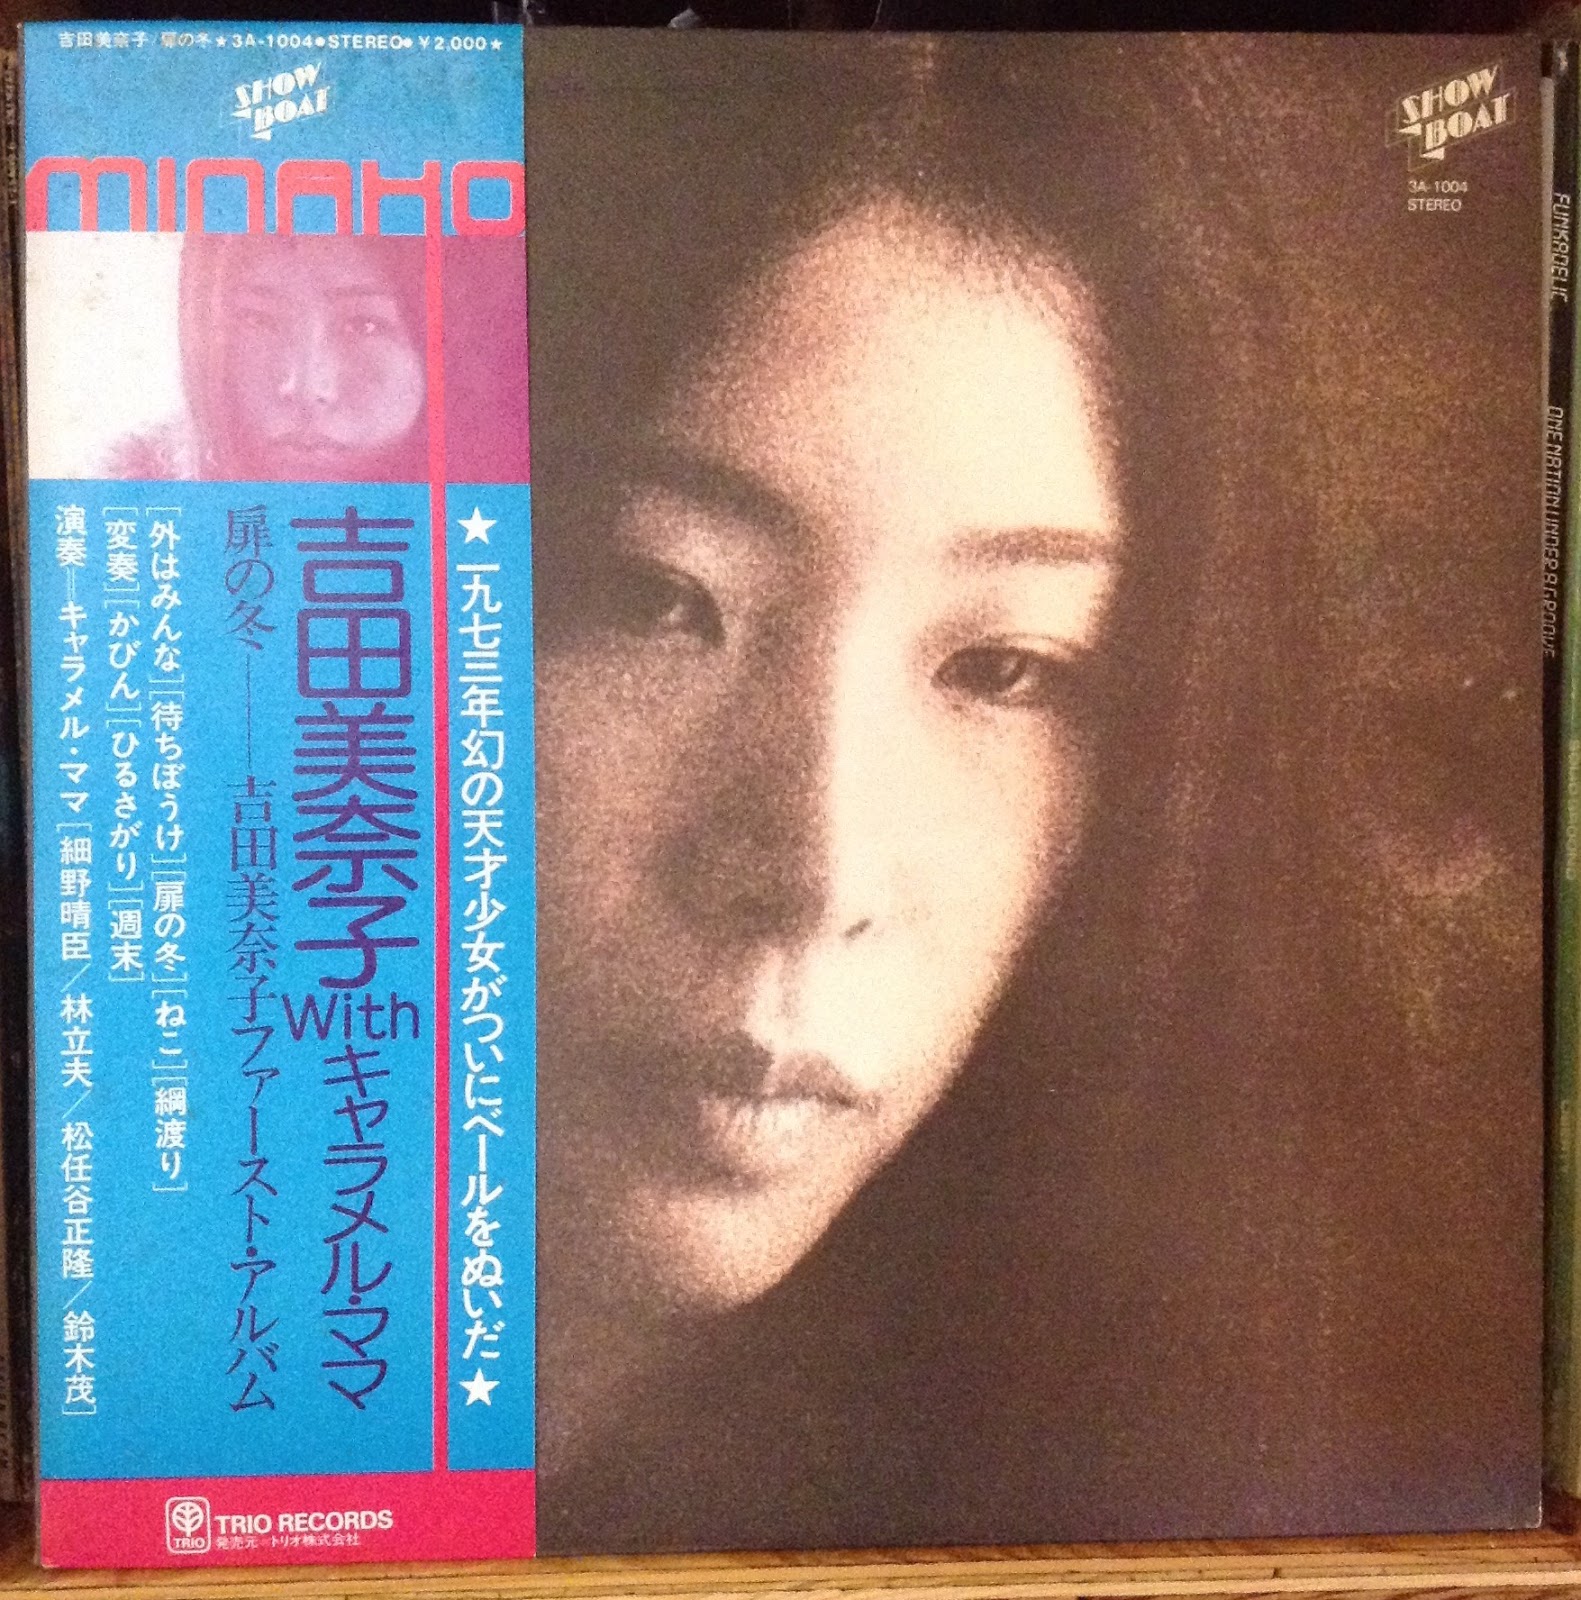 吉田美奈子/扉の冬★3A-1004●STEREO●￥2,000★
SHOW
BOAT
MINAKO
★一九七三年幻の天才少女がついにベールをぬいだ★
吉田美奈子Withキャラメル・ママ
扉の冬——吉田美奈子ファースト・アルバム
[外はみんな][待ちぼうけ][扉の冬][ねこ][綱渡り]
[変奏][かびん][ひるさがり][週末]
演奏＝キャラメル・ママ[細野晴臣／林立夫／松任谷正隆／鈴木茂]
TRIO
TRIO RECORDS
発売元 トリオ株式会社
SHOW
BOAT
3A-1004
STEREO
FUNKADELIC
ONE NATION UNDER A GROOVE